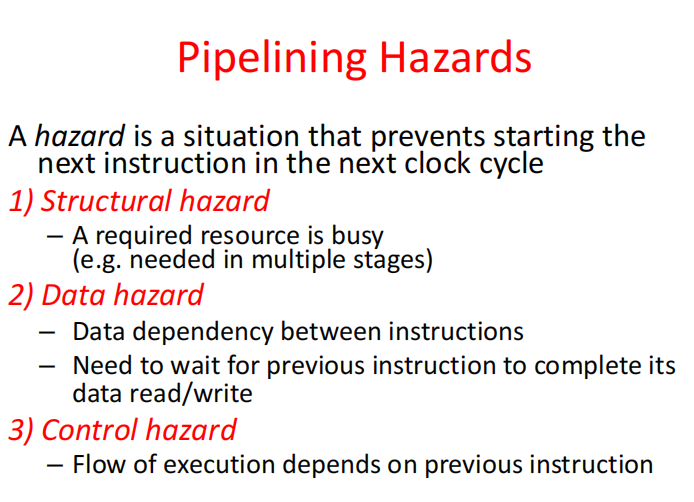 Pipelining Hazards
A hazard is a situation that prevents starting the
next instruction in the next clock cycle
1) Structural hazard
– A required resource is busy
(e.g. needed in multiple stages)
2) Data hazard
– Data dependency between instructions
– Need to wait for previous instruction to complete its
data read/write
3) Control hazard
– Flow of execution depends on previous instruction